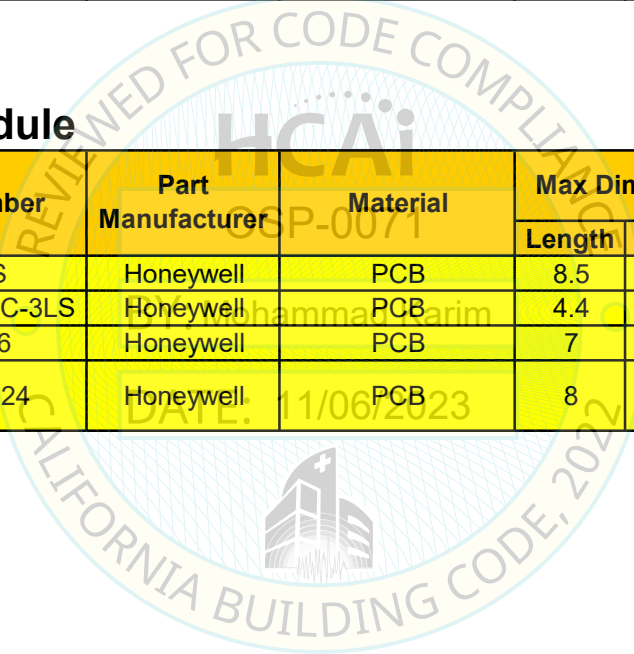 REVIEWED FOR CODE COMPLIANCE
HCAi
dule
Part Manufacturer
Material
Max Din
Length
OSP-0071
S Honeywell PCB 8.5
C-3LS Honeywell PCB 4.4
BY: Mohammad Karim
6 Honeywell PCB 7
24 Honeywell PCB 8
DATE: 11/06/2023
CALIFORNIA BUILDING CODE, 2022